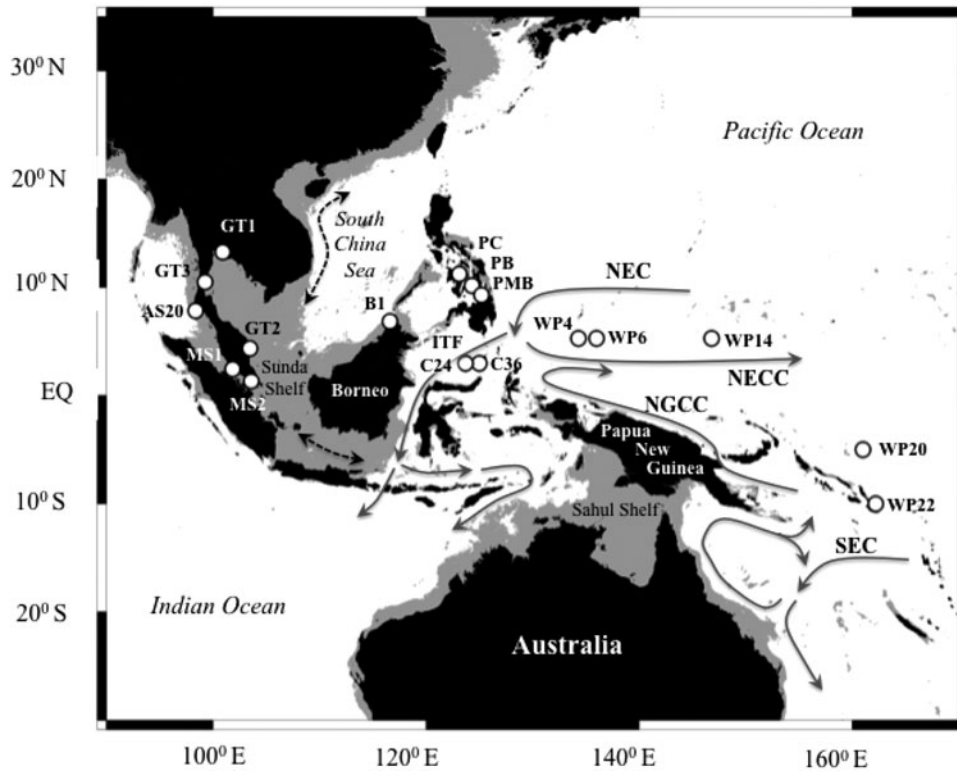 30⁰ N
20⁰ N
10⁰ N
EQ
10⁰ S
20⁰ S
Pacific Ocean
South
China
Sea
GT1
GT3
AS20
GT2
MS1
MS2
Sunda
Shelf
B1
Borneo
PC
PB
PMB
ITF
C24
C36
NEC
WP4
WP6
WP14
NECC
NGCC
Papua
New
Guinea
WP20
WP22
Sahul Shelf
SEC
Indian Ocean
Australia
100⁰ E
120⁰ E
140⁰ E
160⁰ E